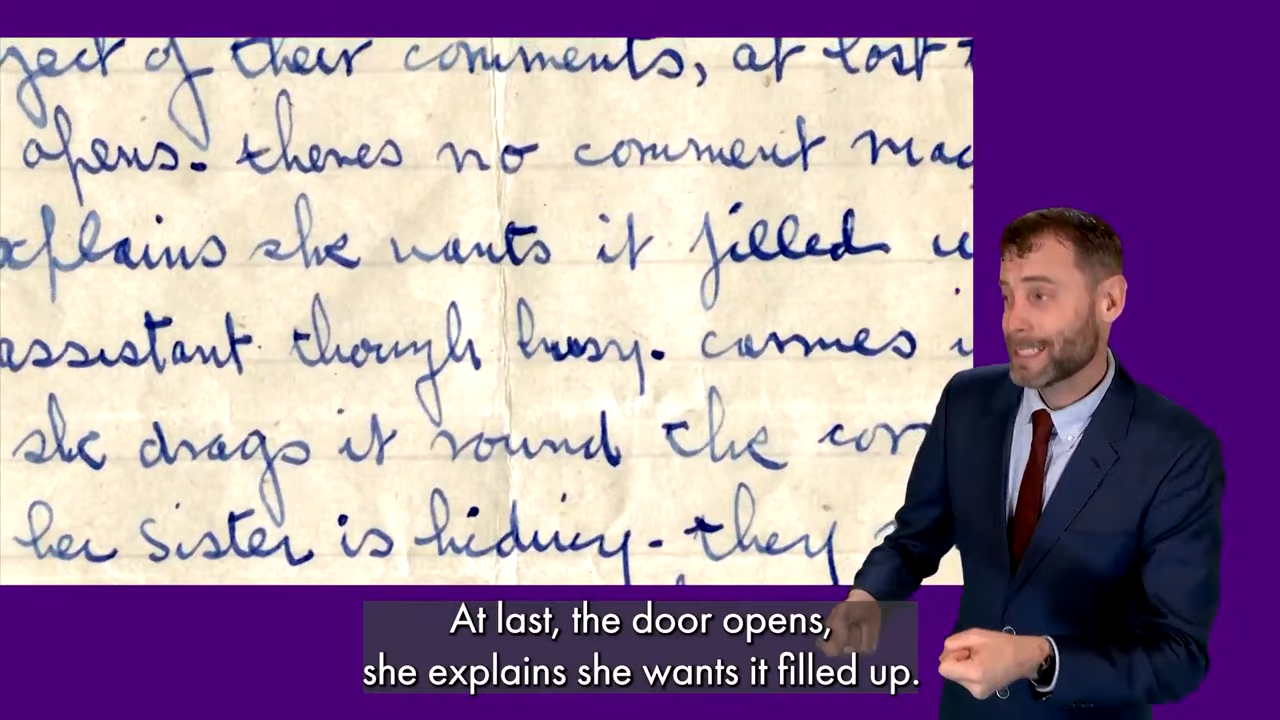 ject of their comments, at last
opens. theres no comment mad
xplains she wants it filled u
assistant though busy. comes i
she drags it round the cor
her sister is hiding. they
At last, the door opens,
she explains she wants it filled up.